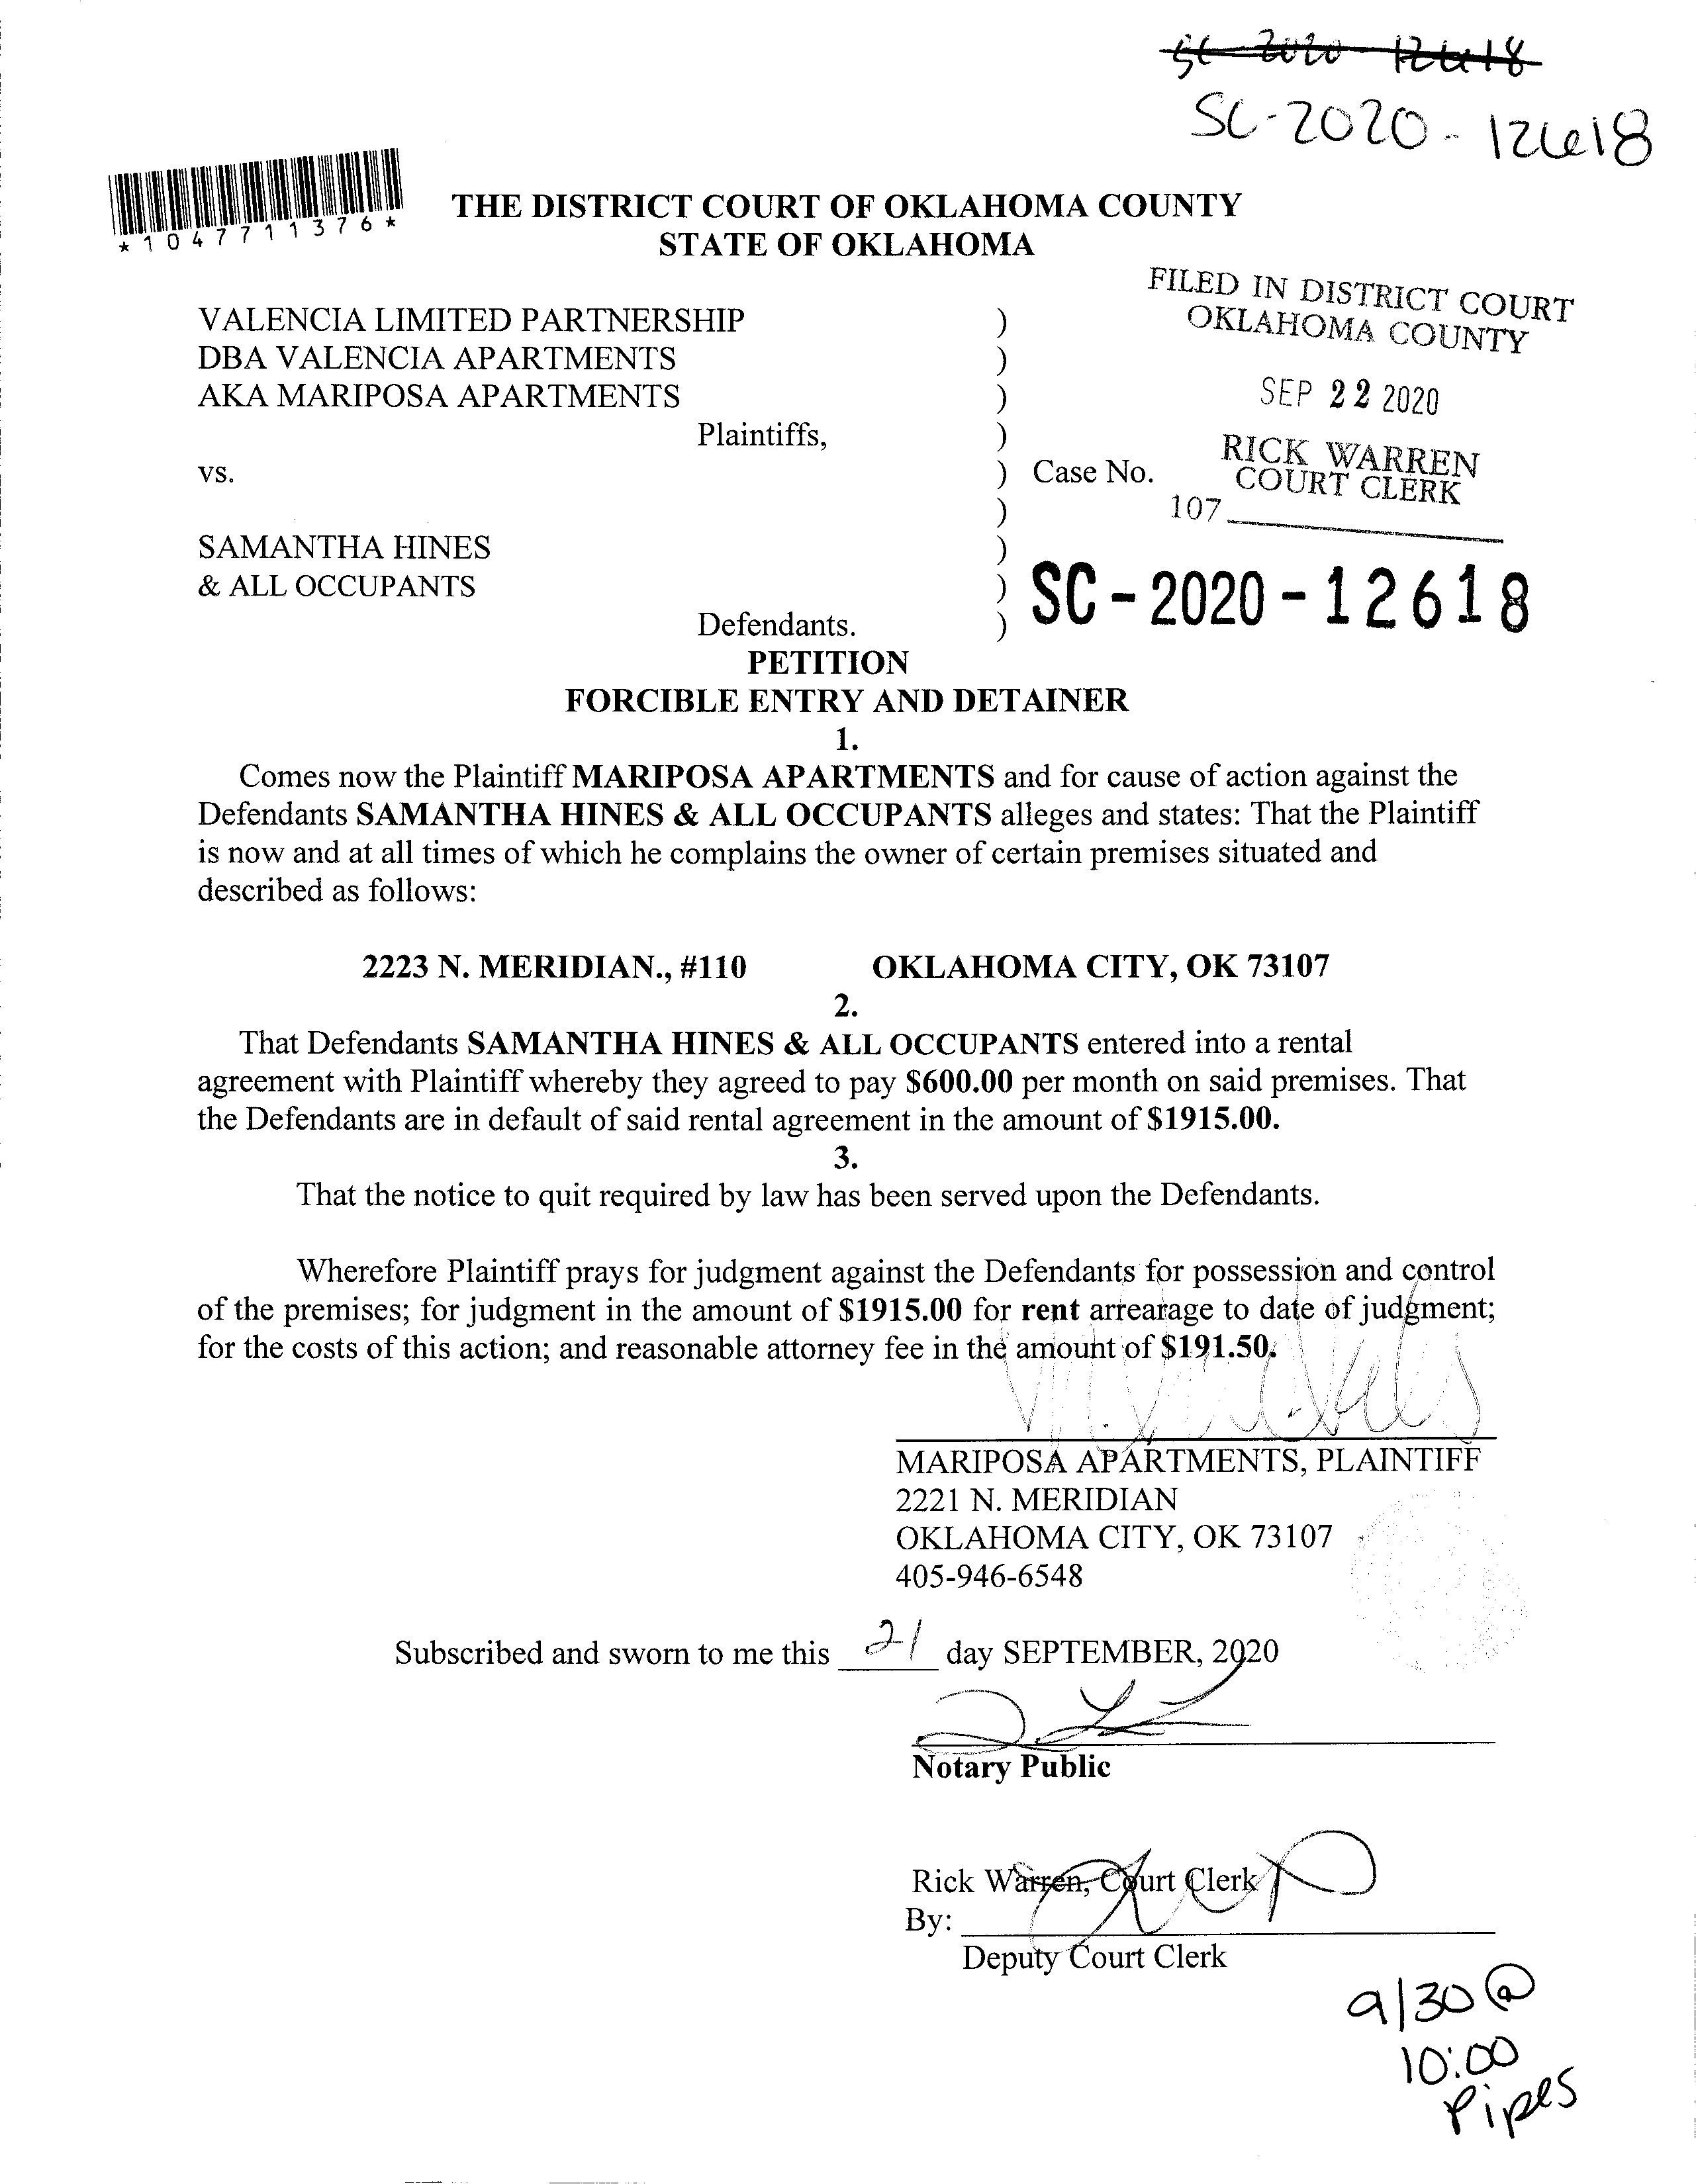 SC-2020-12618
SC-2020-12618
*1047711376*
THE DISTRICT COURT OF OKLAHOMA COUNTY
STATE OF OKLAHOMA
FILED IN DISTRICT COURT
OKLAHOMA COUNTY
SEP 22 2020
RICK WARREN
COURT CLERK
107
VALENCIA LIMITED PARTNERSHIP )
DBA VALENCIA APARTMENTS )
AKA MARIPOSA APARTMENTS )
Plaintiffs, )
vs. ) Case No.
)
SAMANTHA HINES )
& ALL OCCUPANTS ) SC-2020-12618
Defendants. )
PETITION
FORCIBLE ENTRY AND DETAINER
1.
Comes now the Plaintiff MARIPOSA APARTMENTS and for cause of action against the
Defendants SAMANTHA HINES & ALL OCCUPANTS alleges and states: That the Plaintiff
is now and at all times of which he complains the owner of certain premises situated and
described as follows:
2223 N. MERIDIAN., #110 OKLAHOMA CITY, OK 73107
2.
That Defendants SAMANTHA HINES & ALL OCCUPANTS entered into a rental
agreement with Plaintiff whereby they agreed to pay $600.00 per month on said premises. That
the Defendants are in default of said rental agreement in the amount of $1915.00.
3.
That the notice to quit required by law has been served upon the Defendants.
Wherefore Plaintiff prays for judgment against the Defendants for possession and control
of the premises; for judgment in the amount of $1915.00 for rent arrearage to date of judgment;
for the costs of this action; and reasonable attorney fee in the amount of $191.50.
MARIPOSA APARTMENTS, PLAINTIFF
2221 N. MERIDIAN
OKLAHOMA CITY, OK 73107
405-946-6548
Subscribed and sworn to me this 21 day SEPTEMBER, 2020
Notary Public
Rick Warren, Court Clerk
By:
Deputy Court Clerk
9/30 @
10:00
Pipes